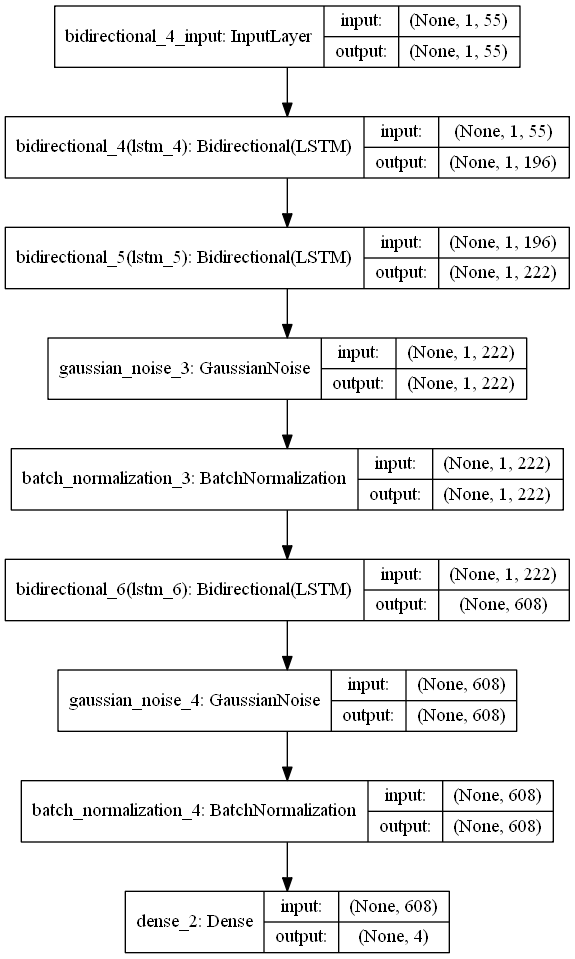 bidirectional_4_input: InputLayer
input: (None, 1, 55)
output: (None, 1, 55)
bidirectional_4(lstm_4): Bidirectional(LSTM)
input: (None, 1, 55)
output: (None, 1, 196)
bidirectional_5(lstm_5): Bidirectional(LSTM)
input: (None, 1, 196)
output: (None, 1, 222)
gaussian_noise_3: GaussianNoise
input: (None, 1, 222)
output: (None, 1, 222)
batch_normalization_3: BatchNormalization
input: (None, 1, 222)
output: (None, 1, 222)
bidirectional_6(lstm_6): Bidirectional(LSTM)
input: (None, 1, 222)
output: (None, 608)
gaussian_noise_4: GaussianNoise
input: (None, 608)
output: (None, 608)
batch_normalization_4: BatchNormalization
input: (None, 608)
output: (None, 608)
dense_2: Dense
input: (None, 608)
output: (None, 4)